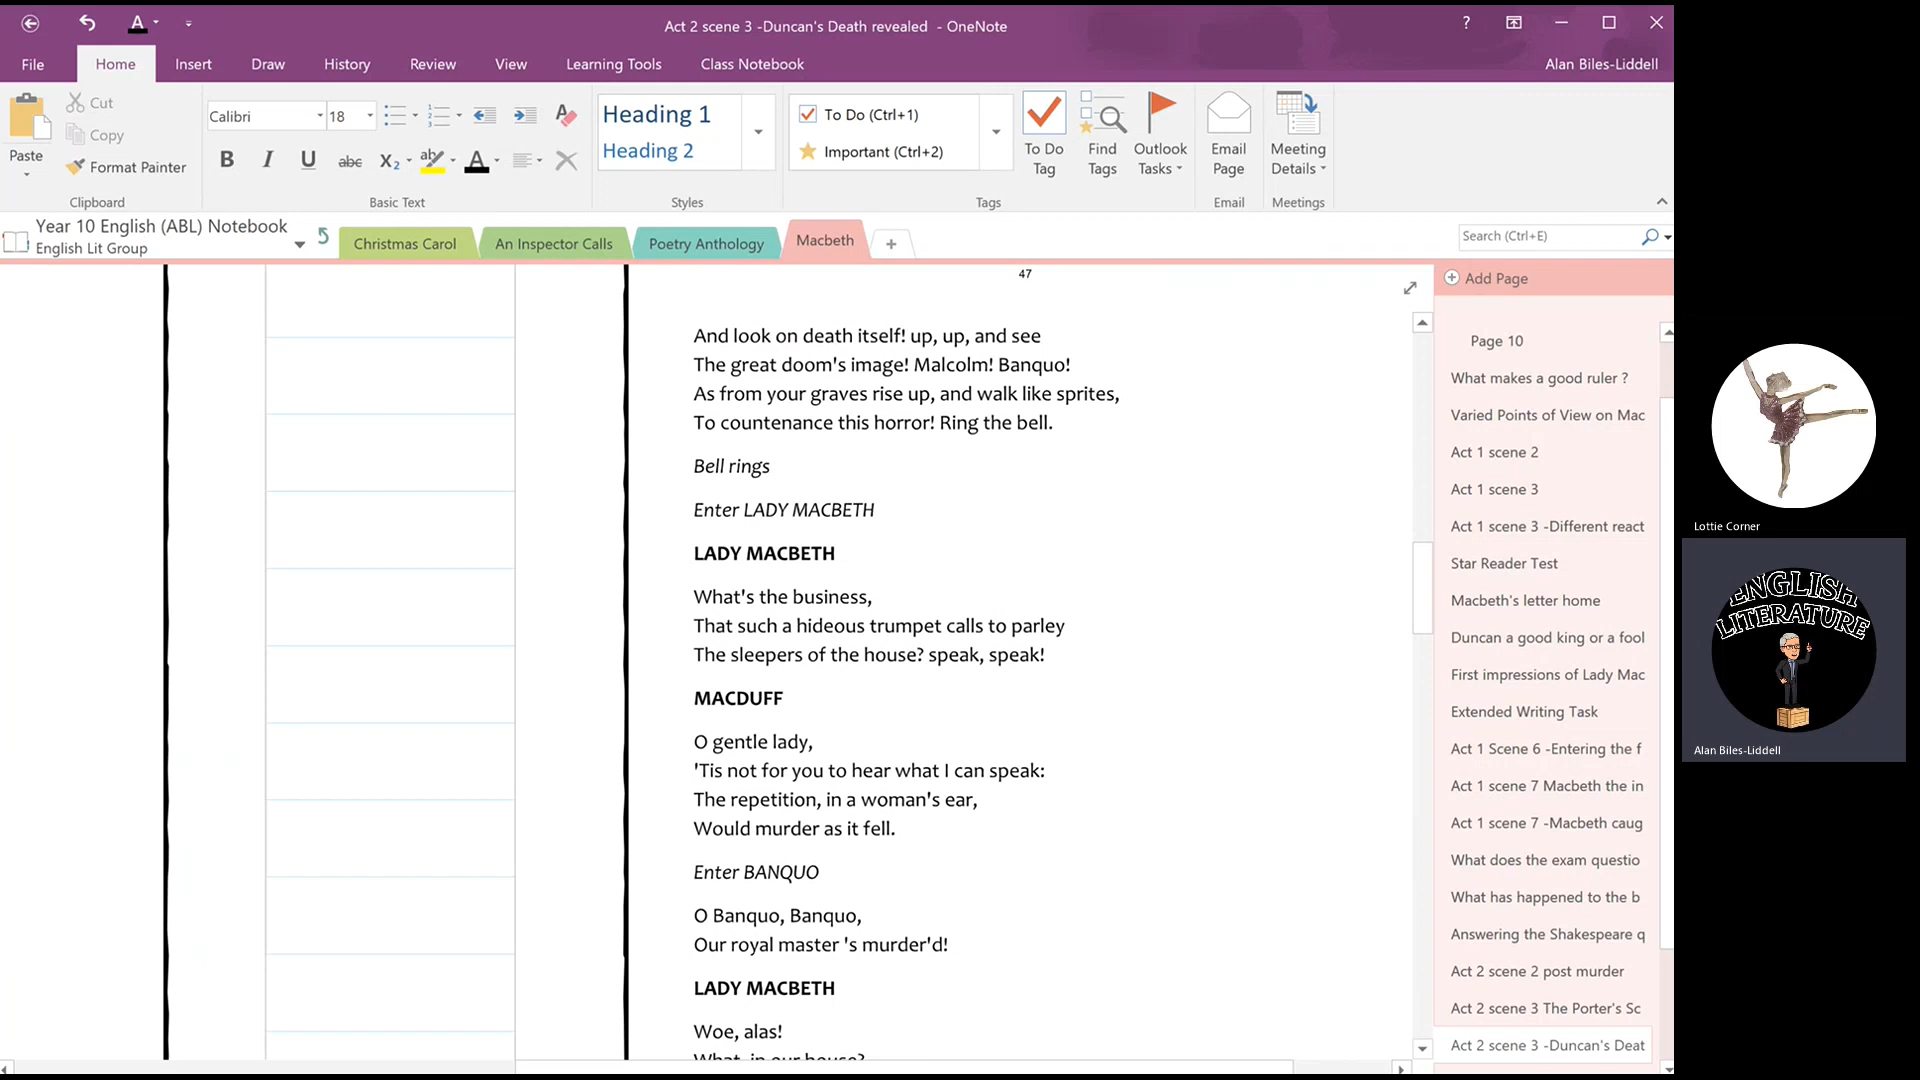 Act 2 scene 3 -Duncan's Death revealed - OneNote
?
File
Home
Insert
Draw
History
Review
View
Learning Tools
Class Notebook
Alan Biles-Liddell
Paste
Cut
Copy
Format Painter
Clipboard
Calibri
18
B I U abc X2 A
Basic Text
Heading 1
Heading 2
Styles
To Do (Ctrl+1)
Important (Ctrl+2)
To Do Tag
Find Tags
Outlook Tasks
Tags
Email Page
Email
Meeting Details
Meetings
Year 10 English (ABL) Notebook
English Lit Group
Christmas Carol
An Inspector Calls
Poetry Anthology
Macbeth
Search (Ctrl+E)
47
And look on death itself! up, up, and see
The great doom's image! Malcolm! Banquo!
As from your graves rise up, and walk like sprites,
To countenance this horror! Ring the bell.
Bell rings
Enter LADY MACBETH
LADY MACBETH
What's the business,
That such a hideous trumpet calls to parley
The sleepers of the house? speak, speak!
MACDUFF
O gentle lady,
'Tis not for you to hear what I can speak:
The repetition, in a woman's ear,
Would murder as it fell.
Enter BANQUO
O Banquo, Banquo,
Our royal master 's murder'd!
LADY MACBETH
Woe, alas!
What, in our house?
Add Page
Page 10
What makes a good ruler ?
Varied Points of View on Mac
Act 1 scene 2
Act 1 scene 3
Act 1 scene 3 -Different react
Star Reader Test
Macbeth's letter home
Duncan a good king or a fool
First impressions of Lady Mac
Extended Writing Task
Act 1 Scene 6 -Entering the f
Act 1 scene 7 Macbeth the in
Act 1 scene 7 -Macbeth caug
What does the exam questio
What has happened to the b
Answering the Shakespeare q
Act 2 scene 2 post murder
Act 2 scene 3 The Porter's Sc
Act 2 scene 3 -Duncan's Deat
Lottie Corner
ENGLISH
LITERATURE
Alan Biles-Liddell